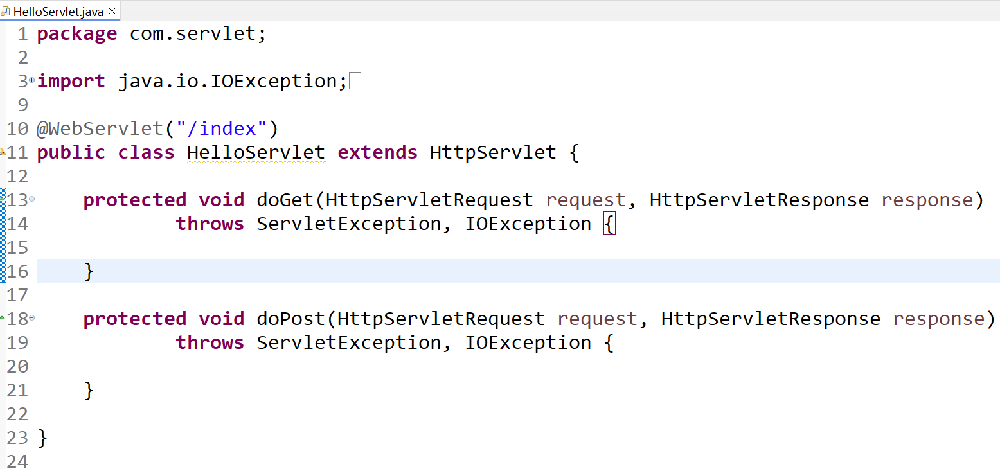 HelloServlet.java ×
1 package com.servlet;
2
3 import java.io.IOException;
9
10 @WebServlet("/index")
11 public class HelloServlet extends HttpServlet {
12
13 protected void doGet(HttpServletRequest request, HttpServletResponse response)
14 throws ServletException, IOException {
15
16 }
17
18 protected void doPost(HttpServletRequest request, HttpServletResponse response)
19 throws ServletException, IOException {
20
21 }
22
23 }
24